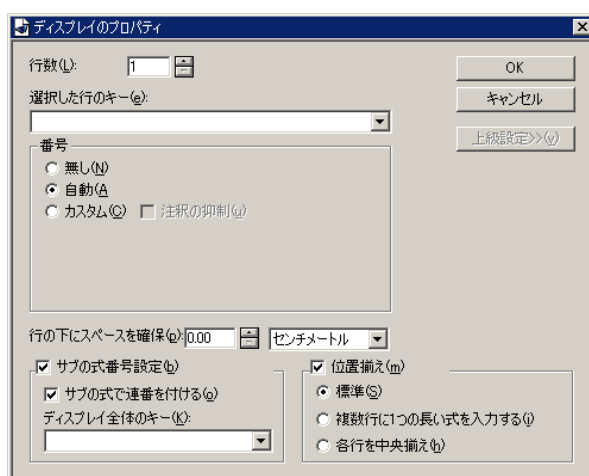 ディスプレイのプロパティ
行数(L): 1
OK
選択した行のキー(e):
キャンセル
上級設定>>(v)
番号
無し(N)
自動(A
カスタム(C) 注釈の抑制(u)
行の下にスペースを確保(p): 0.00 センチメートル
サブの式番号設定(b)
サブの式で連番を付ける(o)
ディスプレイ全体のキー(K):
位置揃え(m)
標準(S)
複数行に1つの長い式を入力する(i)
各行を中央揃え(h)